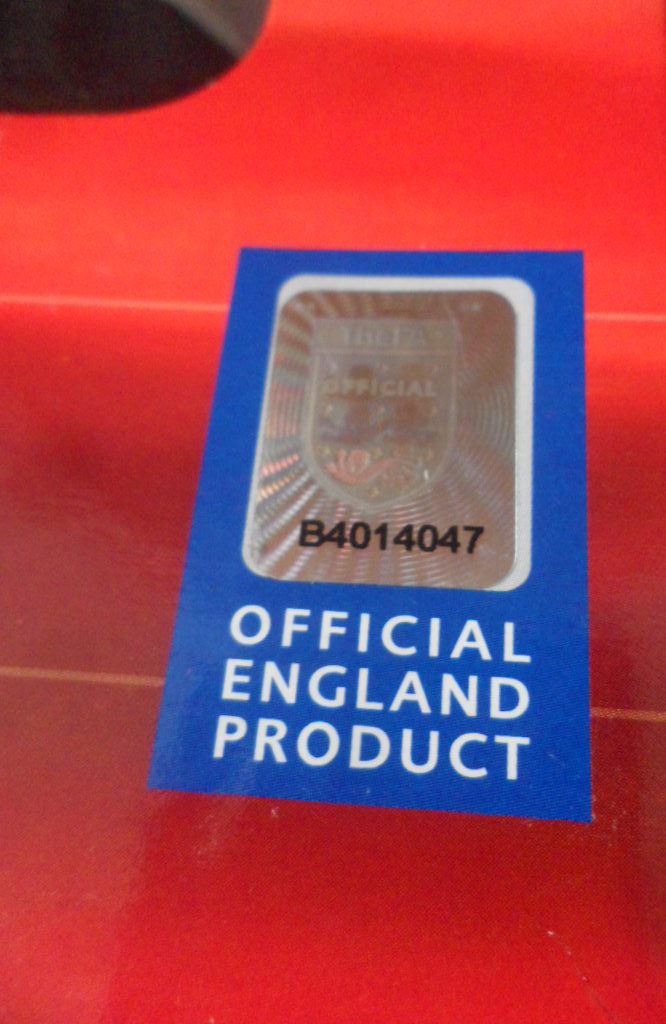 TheFA
OFFICIAL
B4014047
OFFICIAL
ENGLAND
PRODUCT